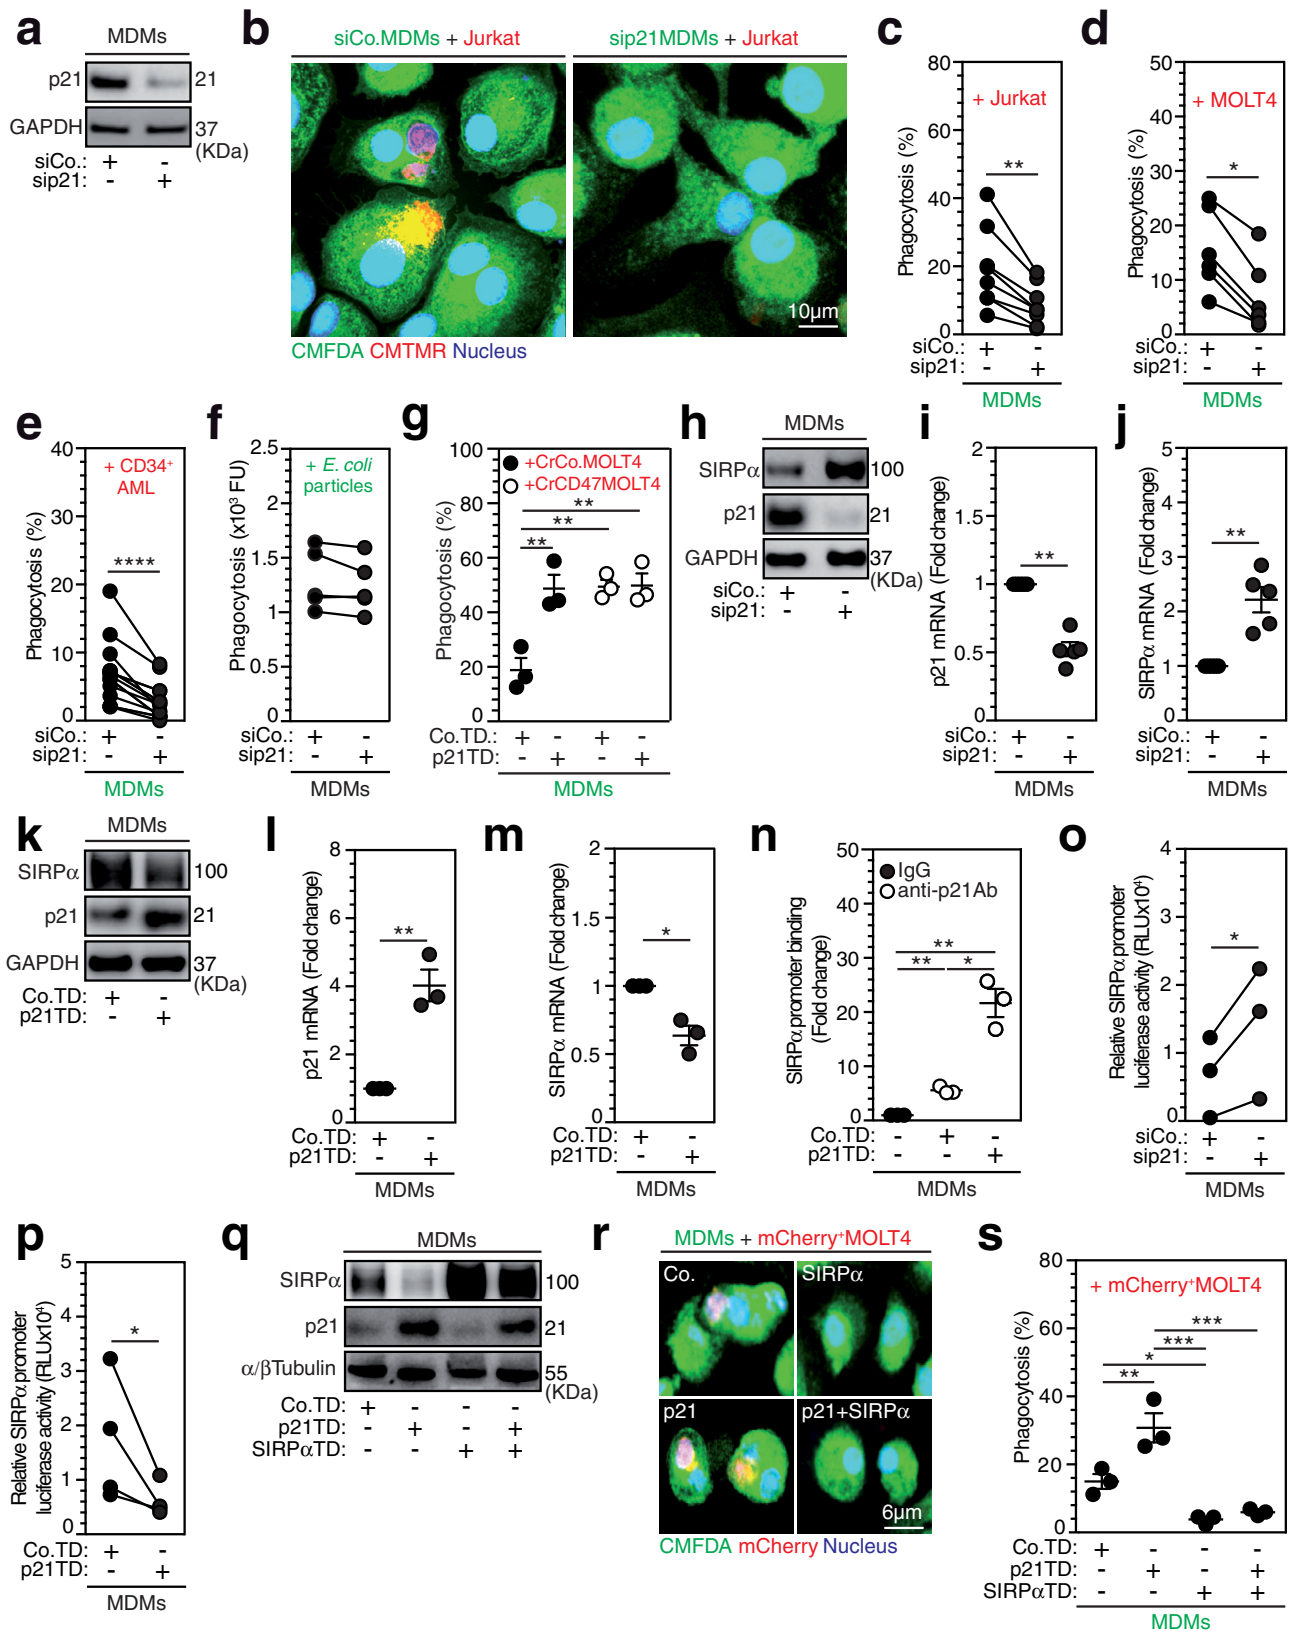 a
MDMs
p21
21
GAPDH
37
(KDa)
siCo.: + -
sip21: - +
b
siCo.MDMs + Jurkat
sip21MDMs + Jurkat
10µm
CMFDA CMTMR Nucleus
c
Phagocytosis (%)
80
60
40
20
0
+ Jurkat
**
siCo.: + -
sip21: - +
MDMs
d
Phagocytosis (%)
50
40
30
20
10
0
+ MOLT4
*
siCo.: + -
sip21: - +
MDMs
e
Phagocytosis (%)
40
30
20
10
0
+ CD34+
AML
****
siCo.: + -
sip21: - +
MDMs
f
Phagocytosis (x10³ FU)
2.5
2
1.5
1
0.5
0
+ E. coli
particles
siCo.: + -
sip21: - +
MDMs
g
Phagocytosis (%)
100
80
60
40
20
0
+CrCo.MOLT4
+CrCD47MOLT4
**
**
**
Co.TD.: + - + -
p21TD: - + - +
MDMs
h
MDMs
SIRPα
100
p21
21
GAPDH
37
(KDa)
siCo.: + -
sip21: - +
i
p21 mRNA (Fold change)
2
1.5
1
0.5
0
**
siCo.: + -
sip21: - +
MDMs
j
SIRPα mRNA (Fold change)
5
4
3
2
1
0
**
siCo.: + -
sip21: - +
MDMs
k
MDMs
SIRPα
100
p21
21
GAPDH
37
(KDa)
Co.TD: + -
p21TD: - +
l
p21 mRNA (Fold change)
8
6
4
2
0
**
Co.TD: + -
p21TD: - +
MDMs
m
SIRPα mRNA (Fold change)
2
1.5
1
0.5
0
*
Co.TD: + -
p21TD: - +
MDMs
n
SIRPα promoter binding
(Fold change)
50
40
30
20
10
0
IgG
anti-p21Ab
**
** *
Co.TD: - + -
p21TD: - - +
MDMs
o
Relative SIRPα promoter
luciferase activity (RLUx10⁴)
4
3
2
1
0
*
siCo.: + -
sip21: - +
MDMs
p
Relative SIRPα promoter
luciferase activity (RLUx10⁴)
5
4
3
2
1
0
*
Co.TD: + -
p21TD: - +
MDMs
q
MDMs
SIRPα
100
p21
21
α/βTubulin
55
(KDa)
Co.TD: + - - -
p21TD: - + - +
SIRPαTD: - - + +
r
MDMs + mCherry+MOLT4
Co.
SIRPα
p21
p21+SIRPα
6µm
CMFDA mCherry Nucleus
s
Phagocytosis (%)
80
60
40
20
0
+ mCherry+MOLT4
***
***
*
**
Co.TD: + - - -
p21TD: - + - +
SIRPαTD: - - + +
MDMs